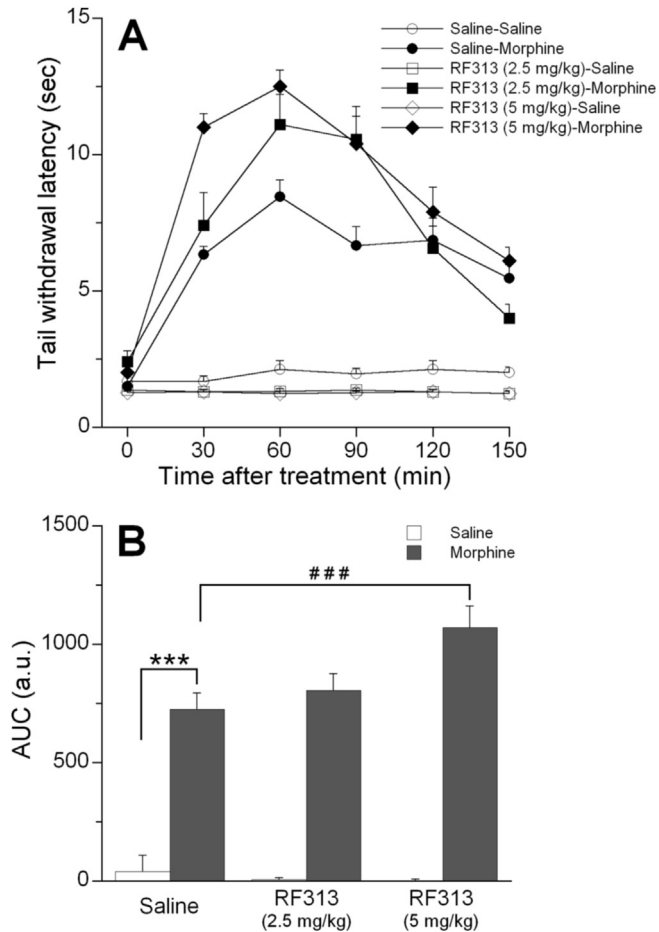 A
15
10
5
0
Tail withdrawal latency (sec)
Saline-Saline
Saline-Morphine
RF313 (2.5 mg/kg)-Saline
RF313 (2.5 mg/kg)-Morphine
RF313 (5 mg/kg)-Saline
RF313 (5 mg/kg)-Morphine
0 30 60 90 120 150
Time after treatment (min)
B
1500
1000
750
500
250
0
AUC (a.u.)
Saline
Morphine
###
***
Saline
RF313
(2.5 mg/kg)
RF313
(5 mg/kg)